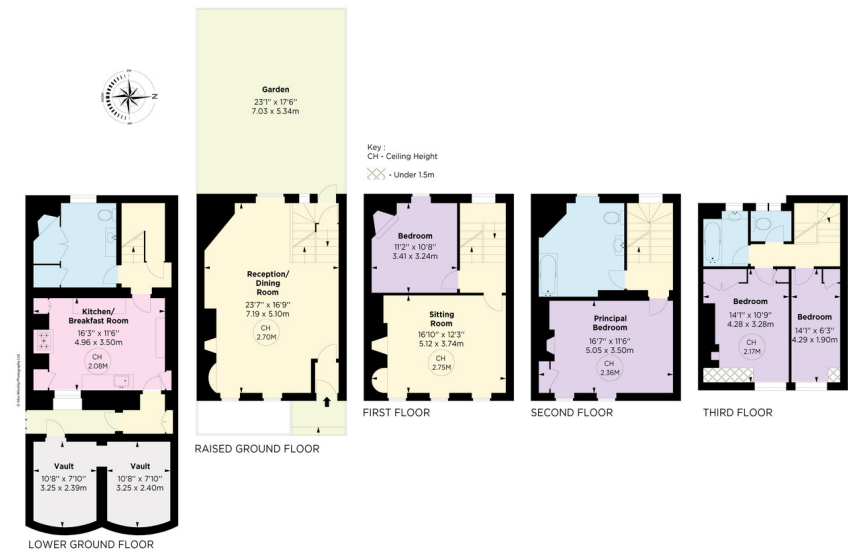 Garden
23'1" x 17'6"
7.03 x 5.34m
N
Key :
CH - Ceiling Height
- Under 1.5m
Kitchen/
Breakfast Room
16'3" x 11'6"
4.96 x 3.50m
CH
2.08M
Vault
10'8" x 7'10"
3.25 x 2.39m
Vault
10'8" x 7'10"
3.25 x 2.40m
LOWER GROUND FLOOR
Reception/
Dining
Room
23'7" x 16'9"
7.19 x 5.10m
CH
2.70M
RAISED GROUND FLOOR
Bedroom
11'2" x 10'8"
3.41 x 3.24m
Sitting
Room
16'10" x 12'3"
5.12 x 3.74m
CH
2.75M
FIRST FLOOR
Principal
Bedroom
16'7" x 11'6"
5.05 x 3.50m
CH
2.36M
SECOND FLOOR
Bedroom
14'1" x 10'9"
4.28 x 3.28m
CH
2.17M
Bedroom
14'1" x 6'3"
4.29 x 1.90m
THIRD FLOOR